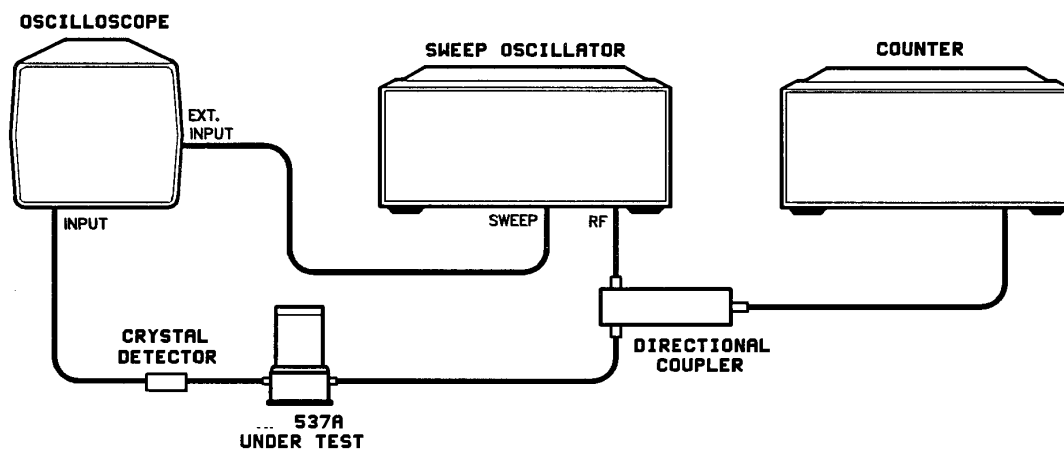 OSCILLOSCOPE
SWEEP OSCILLATOR
COUNTER
EXT.
INPUT
INPUT
SWEEP
RF
CRYSTAL
DETECTOR
DIRECTIONAL
COUPLER
... 537A
UNDER TEST